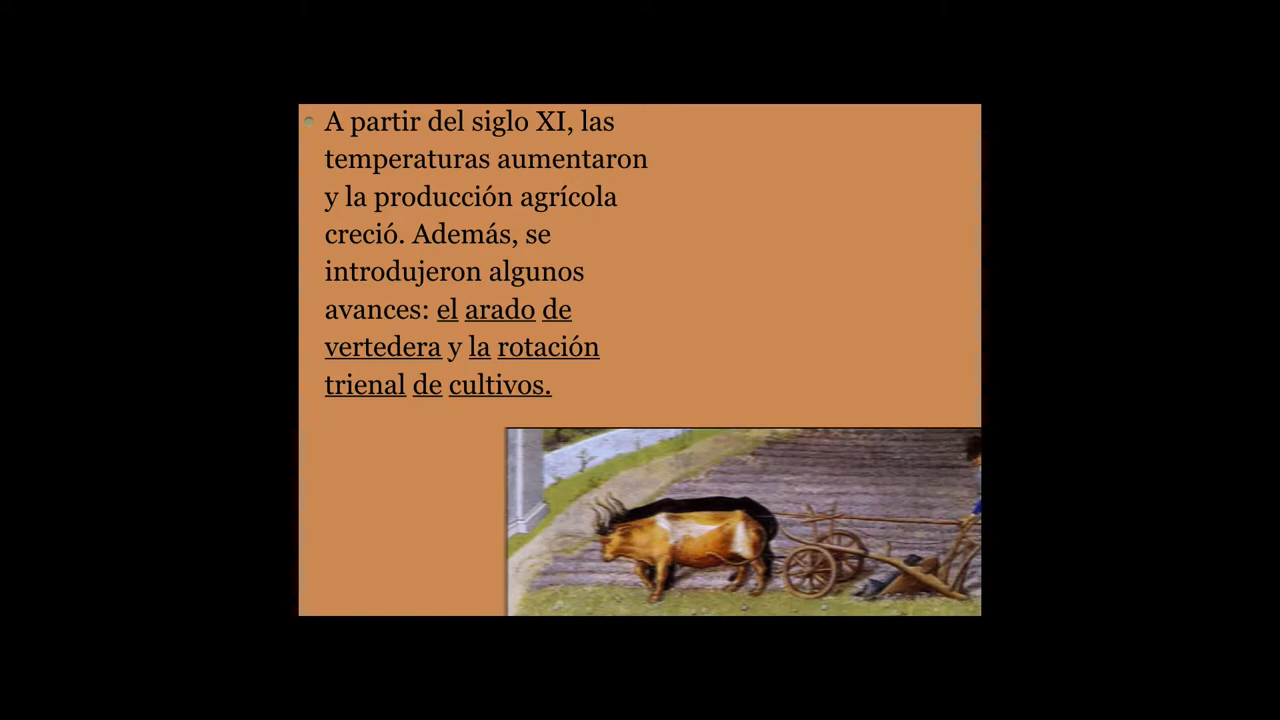 A partir del siglo XI, las
temperaturas aumentaron
y la producción agrícola
creció. Además, se
introdujeron algunos
avances: el arado de
vertedera y la rotación
trienal de cultivos.